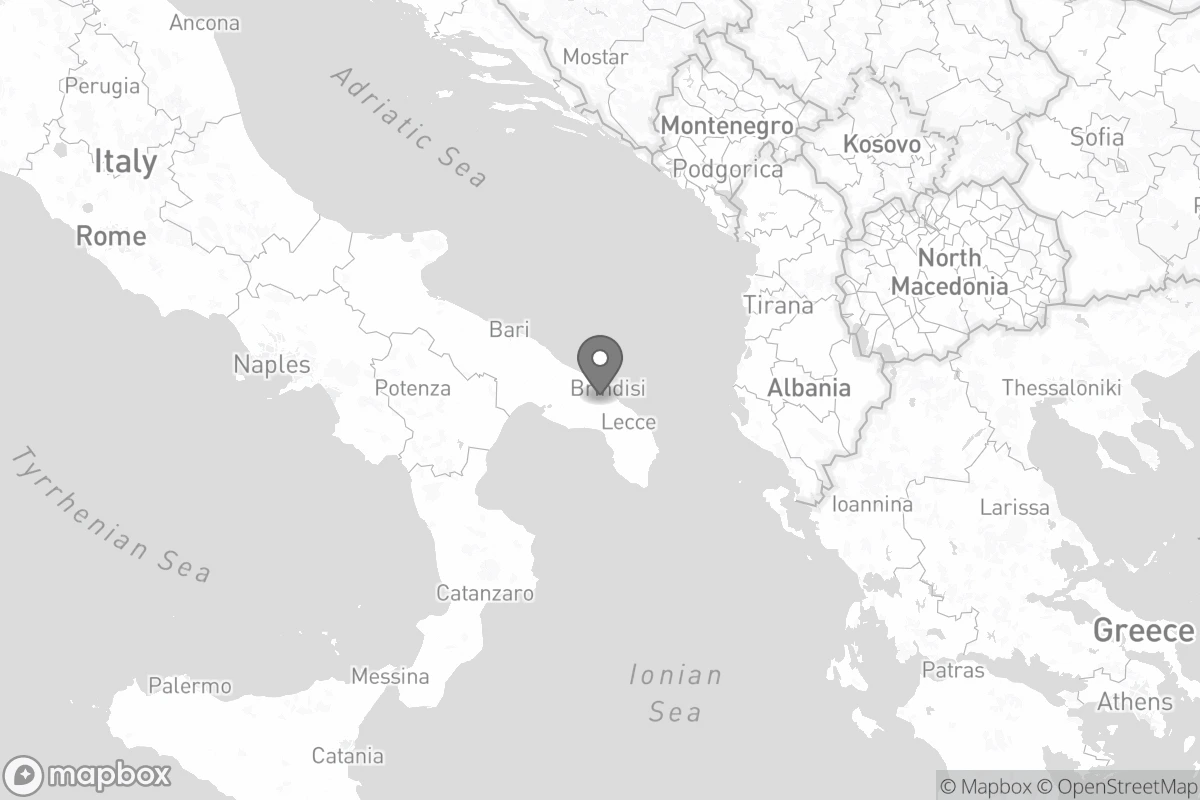 Ancona
Mostar
Perugia
Adriatic Sea
Montenegro
Kosovo
Sofia
Italy
Podgorica
Rome
North
Macedonia
Tirana
Bari
Naples
Potenza
Brindisi
Albania
Thessaloniki
Lecce
Tyrrhenian Sea
Ioannina
Larissa
Catanzaro
Greece
Messina
Palermo
Ionian
Sea
Patras
Athens
Catania
mapbox
© Mapbox © OpenStreetMap